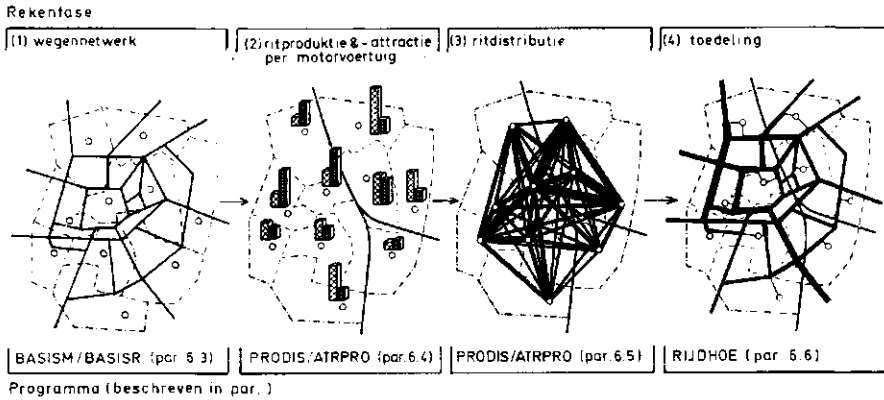 Rekenfase
(1) wegennetwerk
(2) ritproduktie & -attractie
per motorvoertuig
(3) ritdistributie
(4) toedeling
BASISM/BASISR (par 6.3)
PRODIS/ATRPRO (par.6.4)
PRODIS/ATRPRO (par.6.5)
RIJDHOE (par 6.6)
Programma (beschreven in par. )